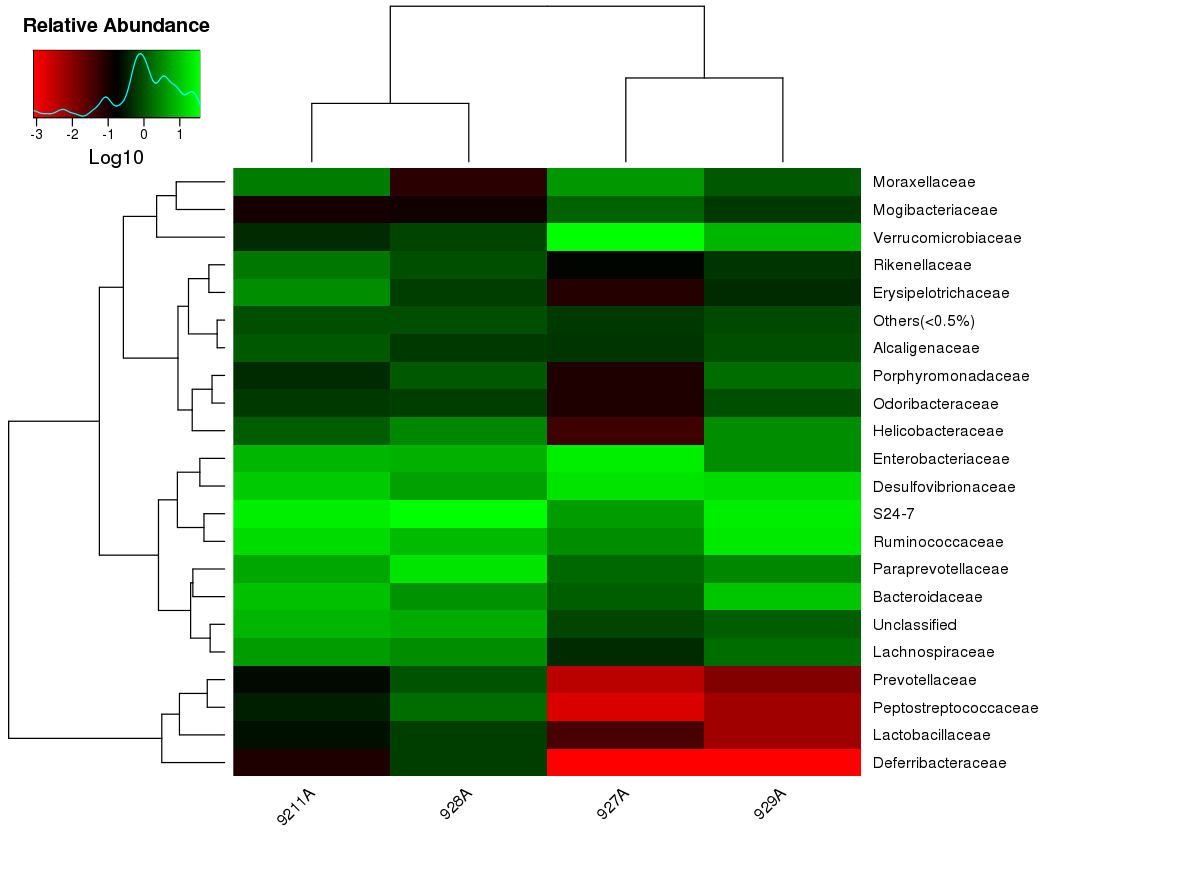 Relative Abundance
-3 -2 -1 0 1
Log10
Moraxellaceae
Mogibacteriaceae
Verrucomicrobiaceae
Rikenellaceae
Erysipelotrichaceae
Others(<0.5%)
Alcaligenaceae
Porphyromonadaceae
Odoribacteraceae
Helicobacteraceae
Enterobacteriaceae
Desulfovibrionaceae
S24-7
Ruminococcaceae
Paraprevotellaceae
Bacteroidaceae
Unclassified
Lachnospiraceae
Prevotellaceae
Peptostreptococcaceae
Lactobacillaceae
Deferribacteraceae
9211A 928A 927A 929A